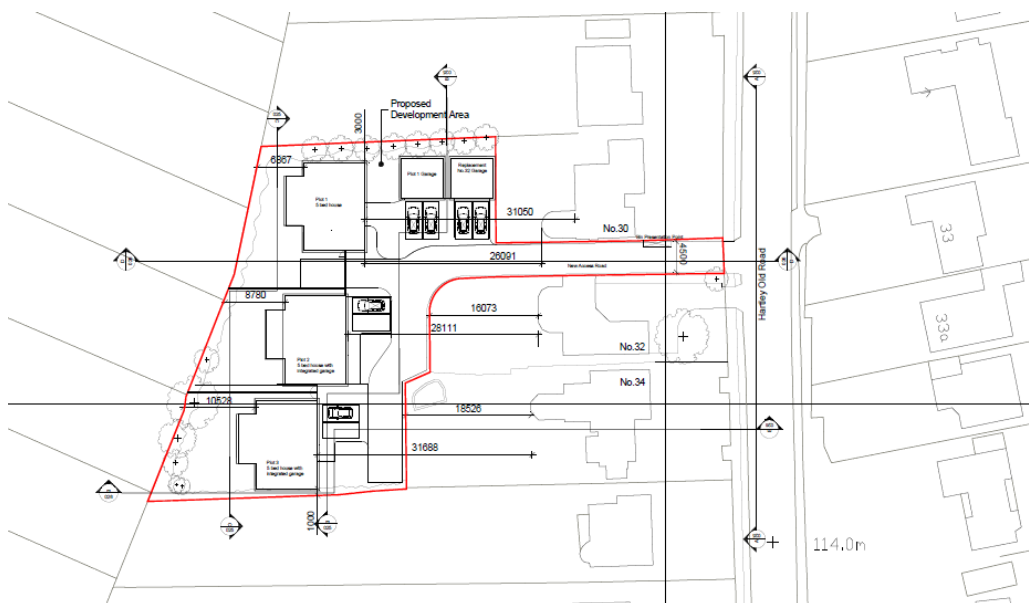 Proposed
Development Area
3000
6867
Plot 1
5 bed house
Plot 1 Garage
Replacement
No.32 Garage
31050
No.30
Bin Presentation Point
4500
26091
New Access Road
Hartley Old Road
33
33a
8780
16073
28111
No.32
Plot 2
5 bed house with
integrated garage
No.34
10528
18526
31688
Plot 3
5 bed house with
integrated garage
1000
114.0m